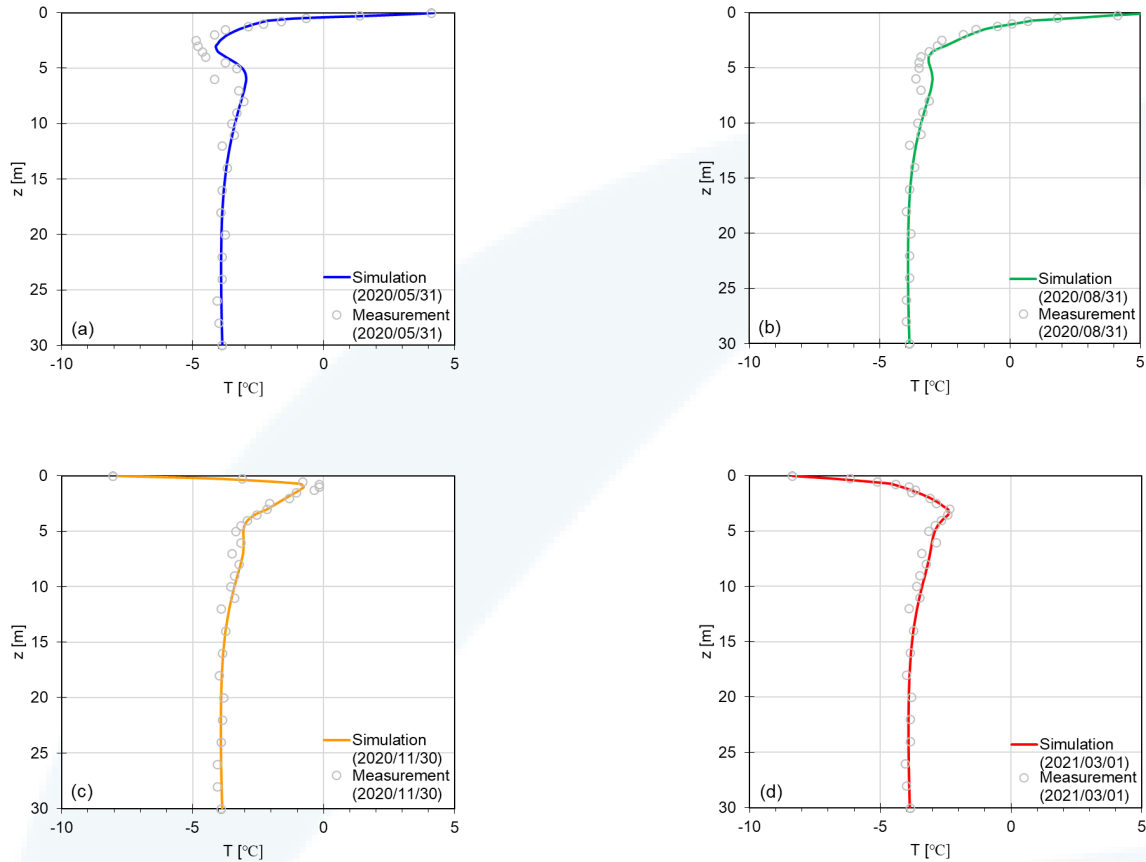 0
5
10
15
20
25
30
z [m]
-10
-5
0
5
T [℃]
(a)
Simulation
(2020/05/31)
Measurement
(2020/05/31)
0
5
10
15
20
25
30
z [m]
-10
-5
0
5
T [℃]
(b)
Simulation
(2020/08/31)
Measurement
(2020/08/31)
0
5
10
15
20
25
30
z [m]
-10
-5
0
5
T [℃]
(c)
Simulation
(2020/11/30)
Measurement
(2020/11/30)
0
5
10
15
20
25
30
z [m]
-10
-5
0
5
T [℃]
(d)
Simulation
(2021/03/01)
Measurement
(2021/03/01)